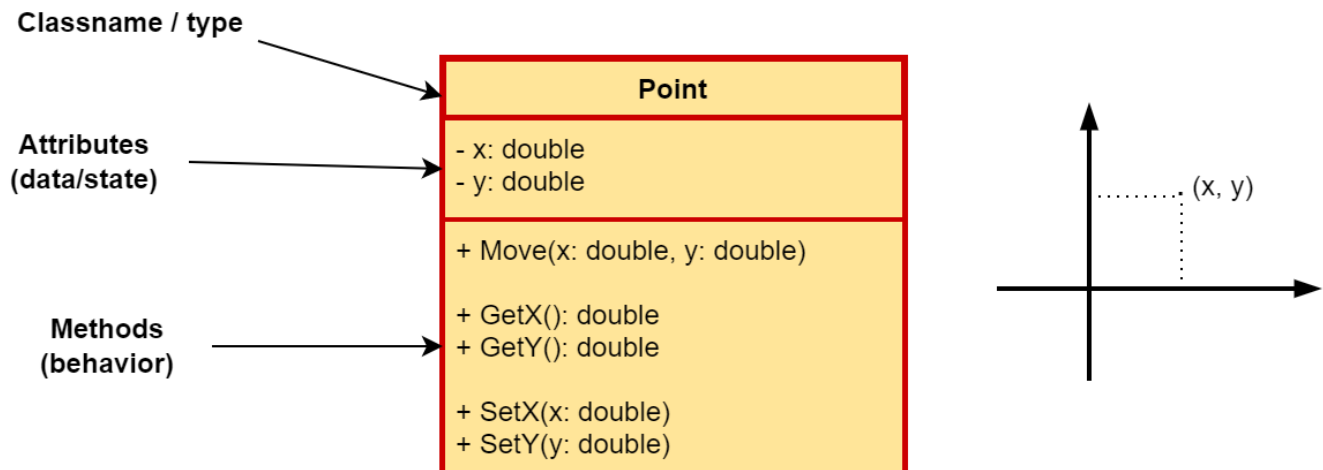 Classname / type
Point
Attributes
(data/state)
- x: double
- y: double
(x, y)
+ Move(x: double, y: double)
Methods
(behavior)
+ GetX(): double
+ GetY(): double
+ SetX(x: double)
+ SetY(y: double)